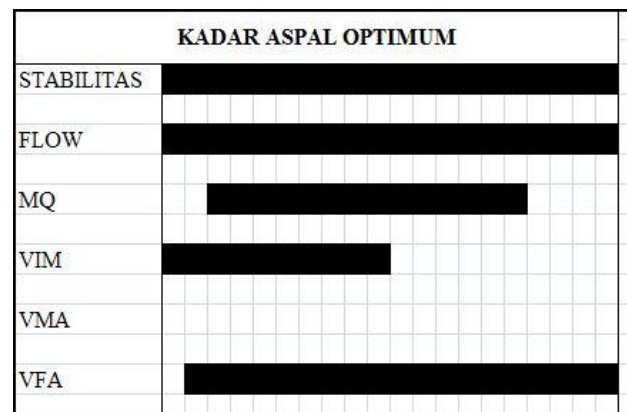 KADAR ASPAL OPTIMUM
STABILITAS
FLOW
MQ
VIM
VMA
VFA